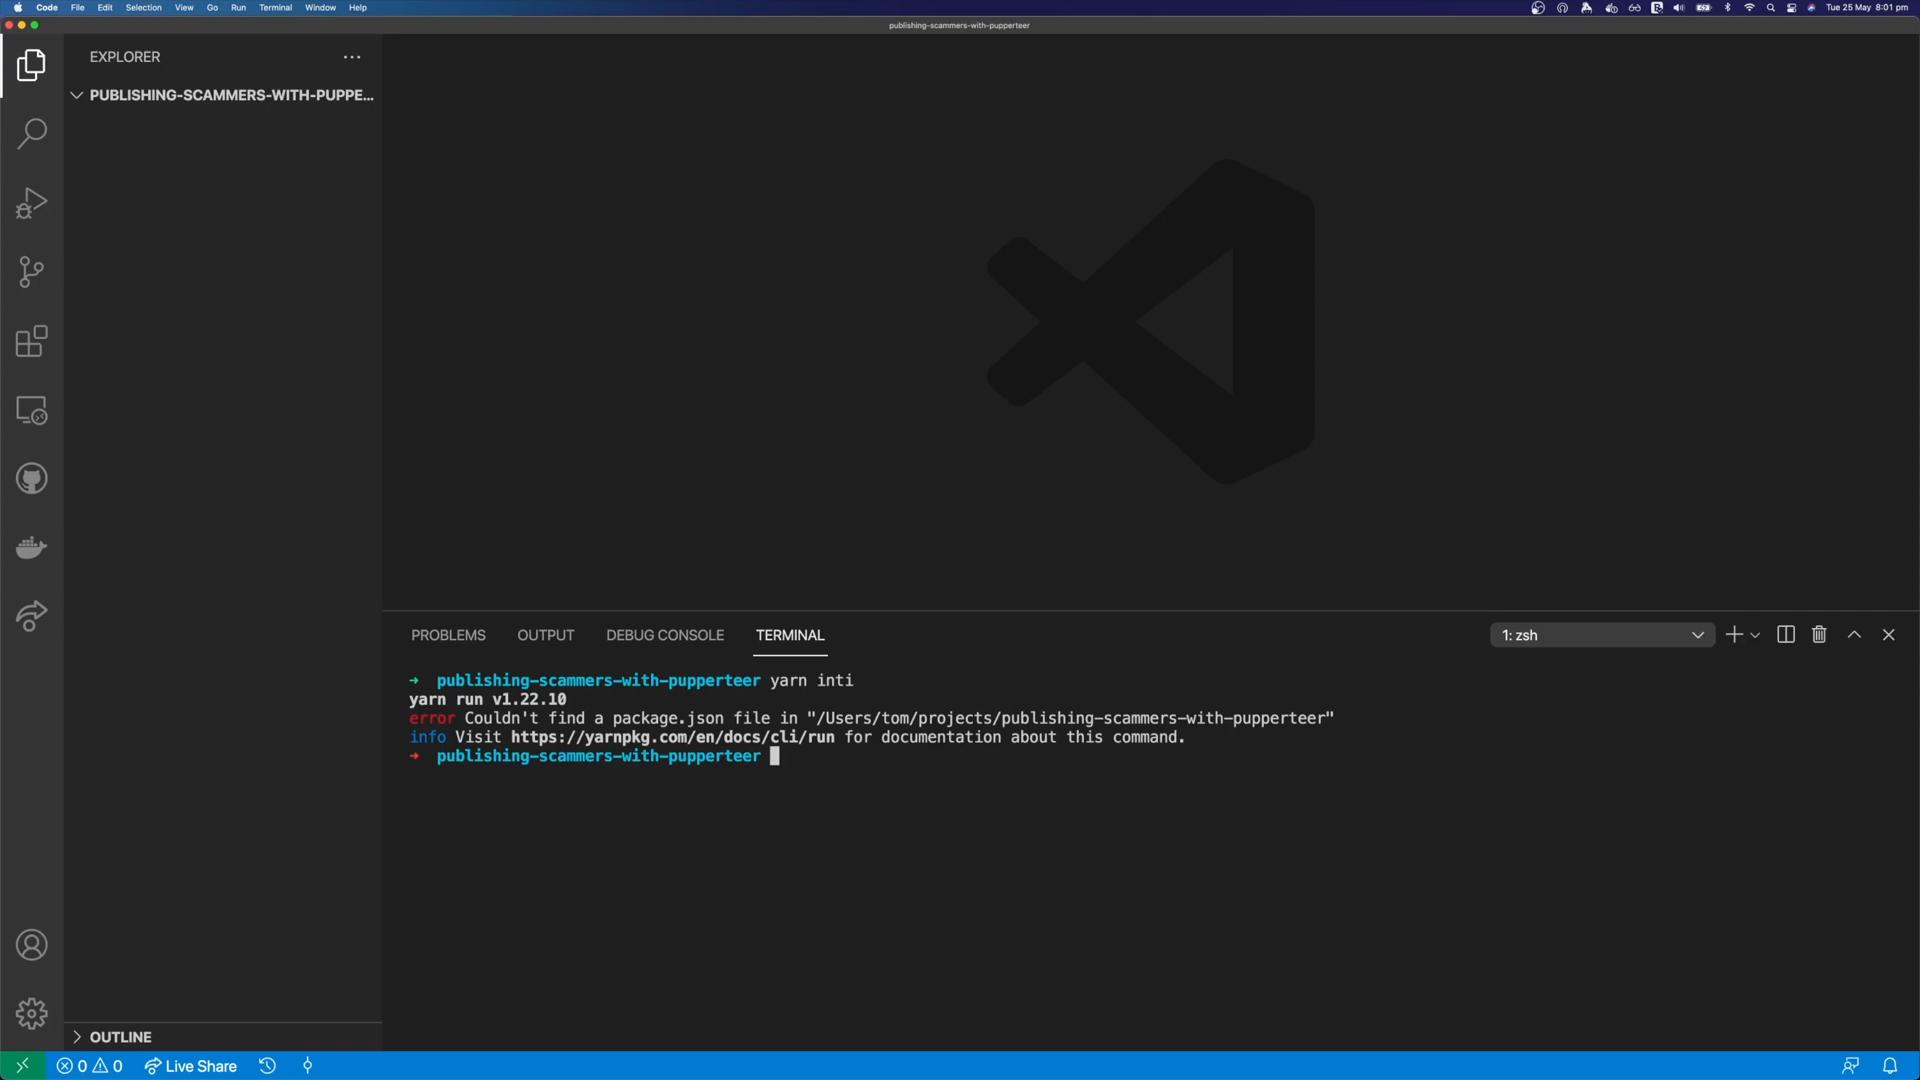 Code File Edit Selection View Go Run Terminal Window Help
Tue 25 May 8:01 pm
publishing-scammers-with-pupperteer
EXPLORER
PUBLISHING-SCAMMERS-WITH-PUPPE...
PROBLEMS OUTPUT DEBUG CONSOLE TERMINAL
1: zsh
➜ publishing-scammers-with-pupperteer yarn inti
yarn run v1.22.10
error Couldn't find a package.json file in "/Users/tom/projects/publishing-scammers-with-pupperteer"
info Visit https://yarnpkg.com/en/docs/cli/run for documentation about this command.
➜ publishing-scammers-with-pupperteer
OUTLINE
0 0 Live Share